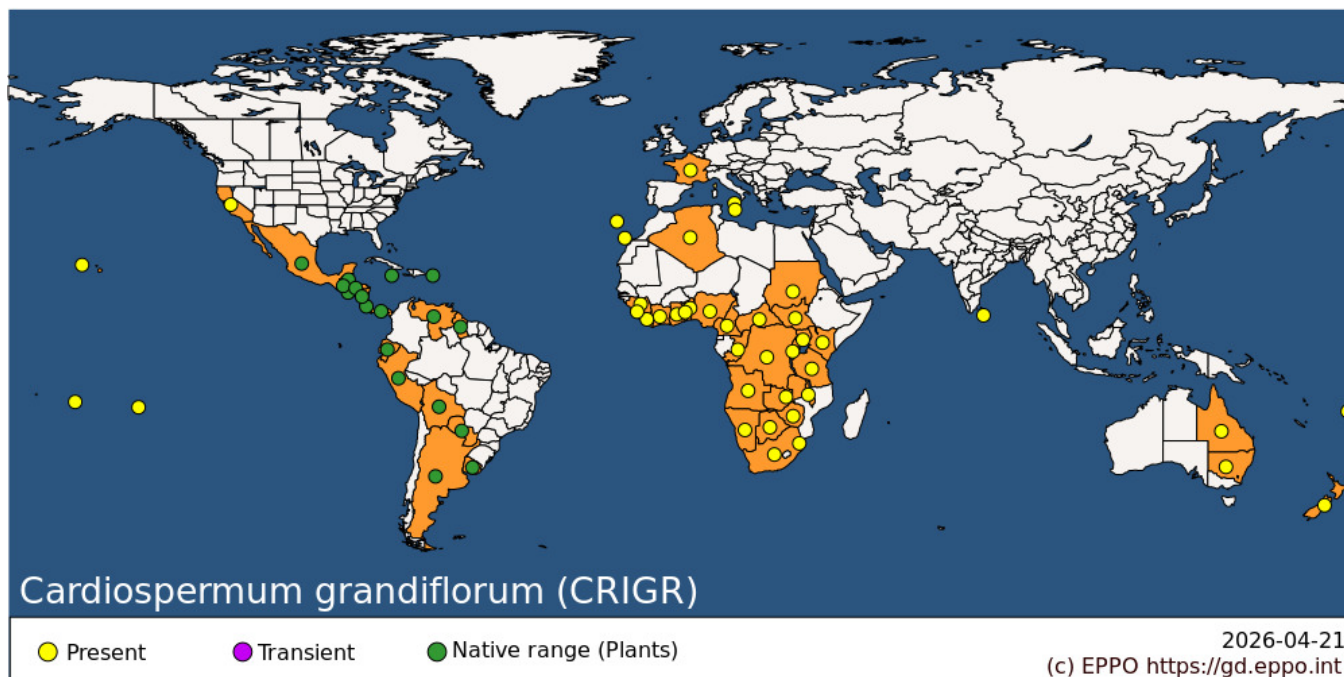 Cardiospermum grandiflorum (CRIGR)
Present
Transient
Native range (Plants)
2026-04-21
(c) EPPO https://gd.eppo.int